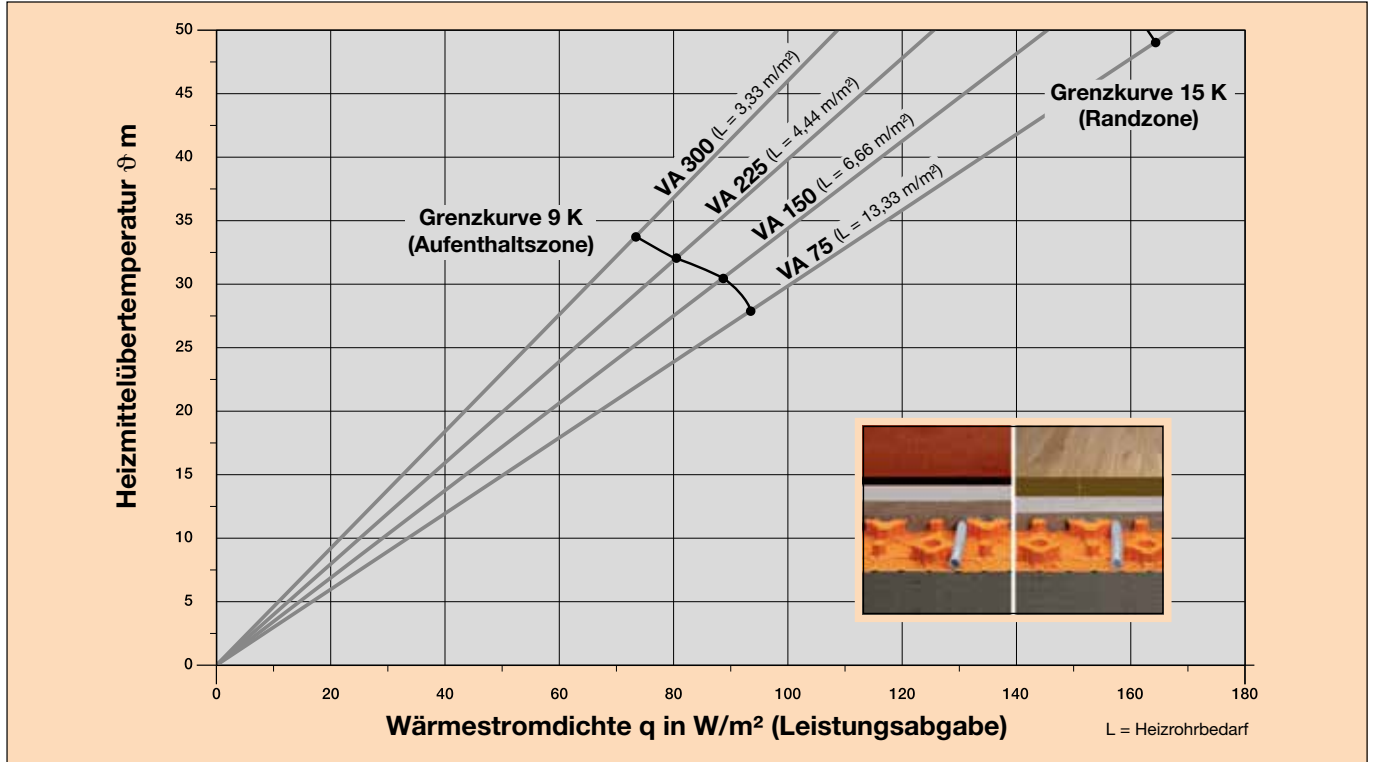 50
45
40
35
30
25
20
15
10
5
0
Heizmittelübertemperatur ϑ m
VA 300 (L = 3,33 m/m²)
VA 225 (L = 4,44 m/m²)
VA 150 (L = 6,66 m/m²)
VA 75 (L = 13,33 m/m²)
Grenzkurve 15 K
(Randzone)
Grenzkurve 9 K
(Aufenthaltszone)
0 20 40 60 80 100 120 140 160 180
Wärmestromdichte q in W/m² (Leistungsabgabe)
L = Heizrohrbedarf